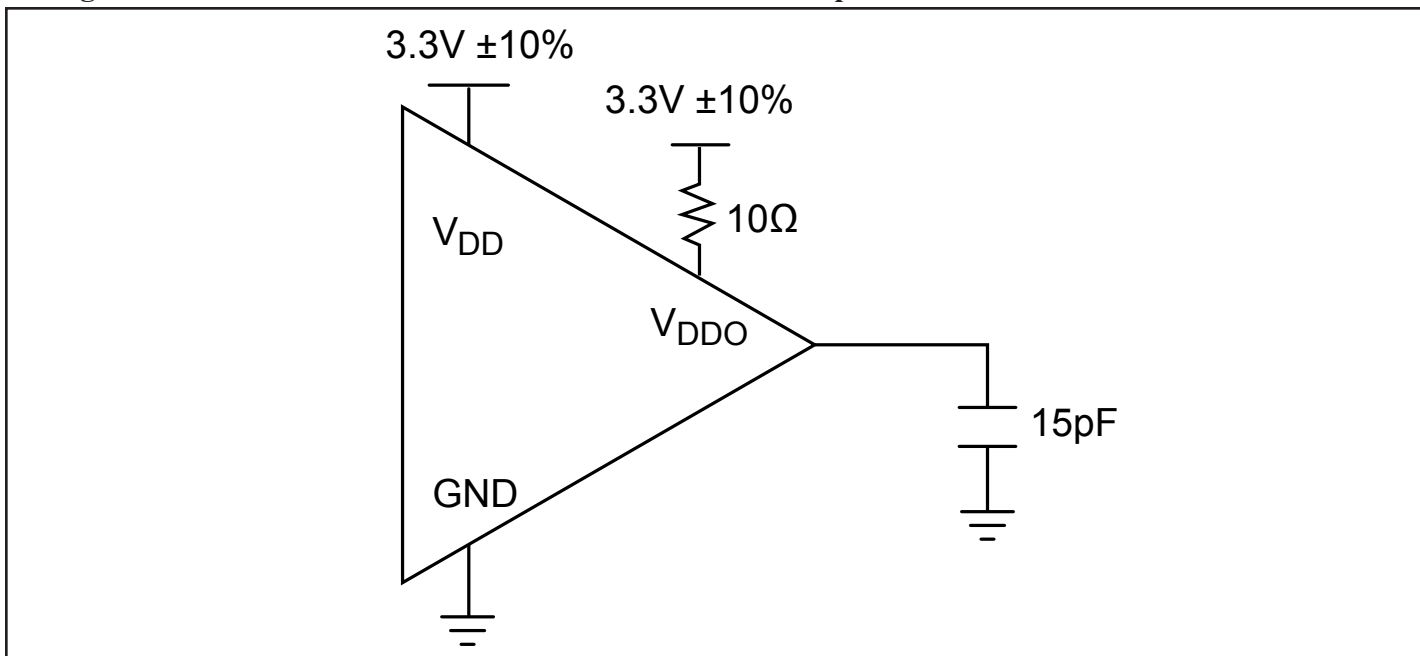 3.3V ±10%
3.3V ±10%
10Ω
VDD
VDDO
15pF
GND